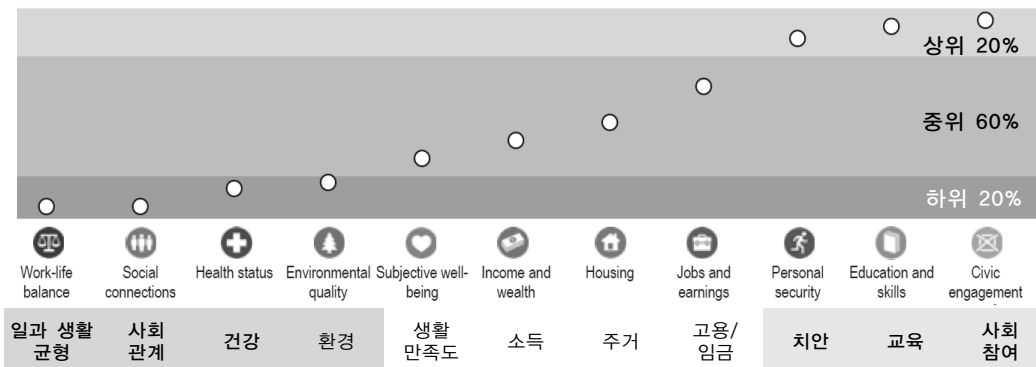 상위 20%
중위 60%
하위 20%
Work-life
balance
Social
connections
Health status
Environmental
quality
Subjective well-
being
Income and
wealth
Housing
Jobs and
earnings
Personal
security
Education and
skills
Civic
engagement
일과 생활
균형
사회
관계
건강
환경
생활
만족도
소득
주거
고용/
임금
치안
교육
사회
참여